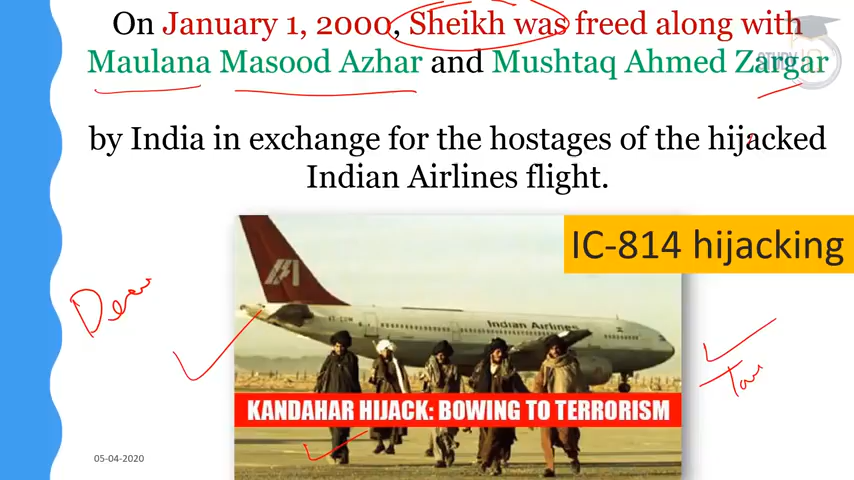 On January 1, 2000, Sheikh was freed along with
Maulana Masood Azhar and Mushtaq Ahmed Zargar
by India in exchange for the hostages of the hijacked
Indian Airlines flight.
IC-814 hijacking
Indian Airlines
KANDAHAR HIJACK: BOWING TO TERRORISM
05-04-2020